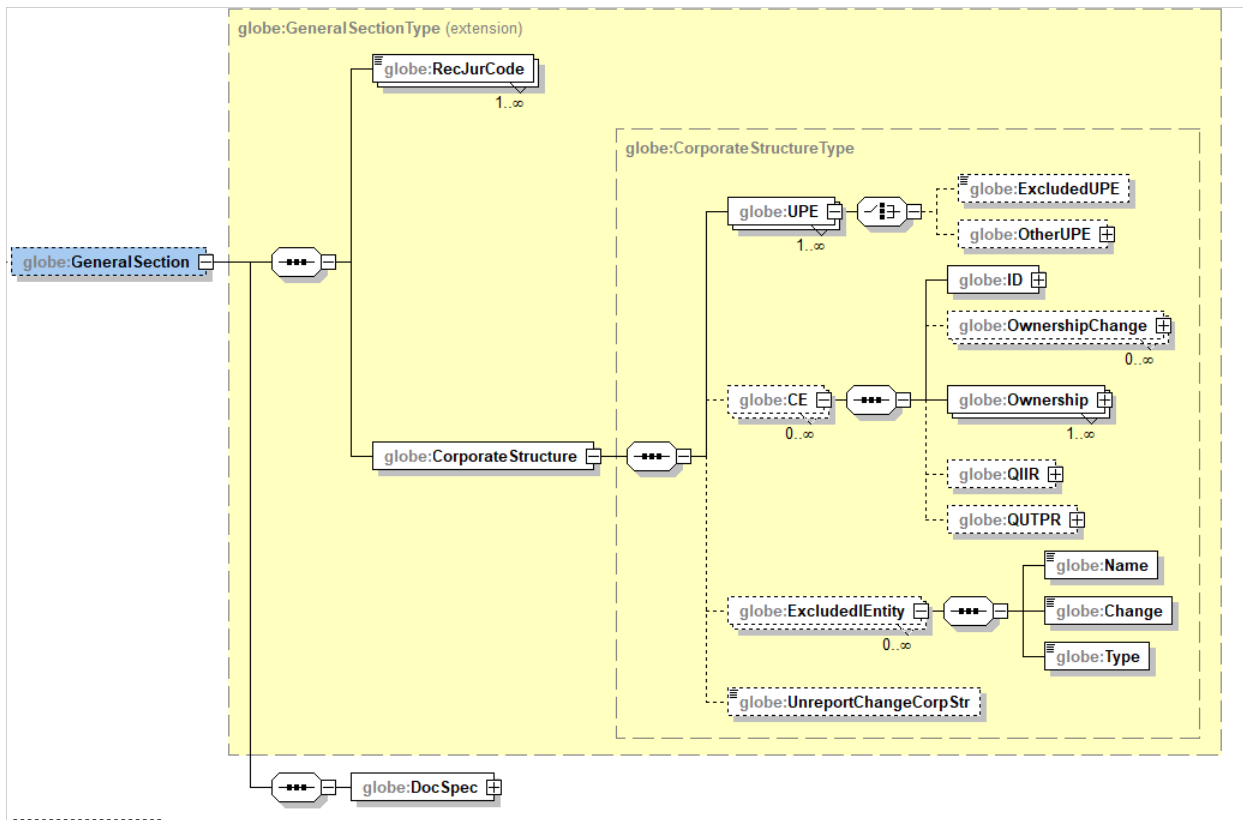 globe:GeneralSectionType (extension)
globe:RecJurCode
1..∞
globe:CorporateStructureType
globe:ExcludedUPE
globe:UPE
1..∞
globe:OtherUPE
globe:GeneralSection
globe:ID
globe:OwnershipChange
0..∞
globe:CE
0..∞
globe:Ownership
1..∞
globe:CorporateStructure
globe:QIIR
globe:QUTPR
globe:Name
globe:ExcludedIEntity
0..∞
globe:Change
globe:Type
globe:UnreportChangeCorpStr
globe:DocSpec